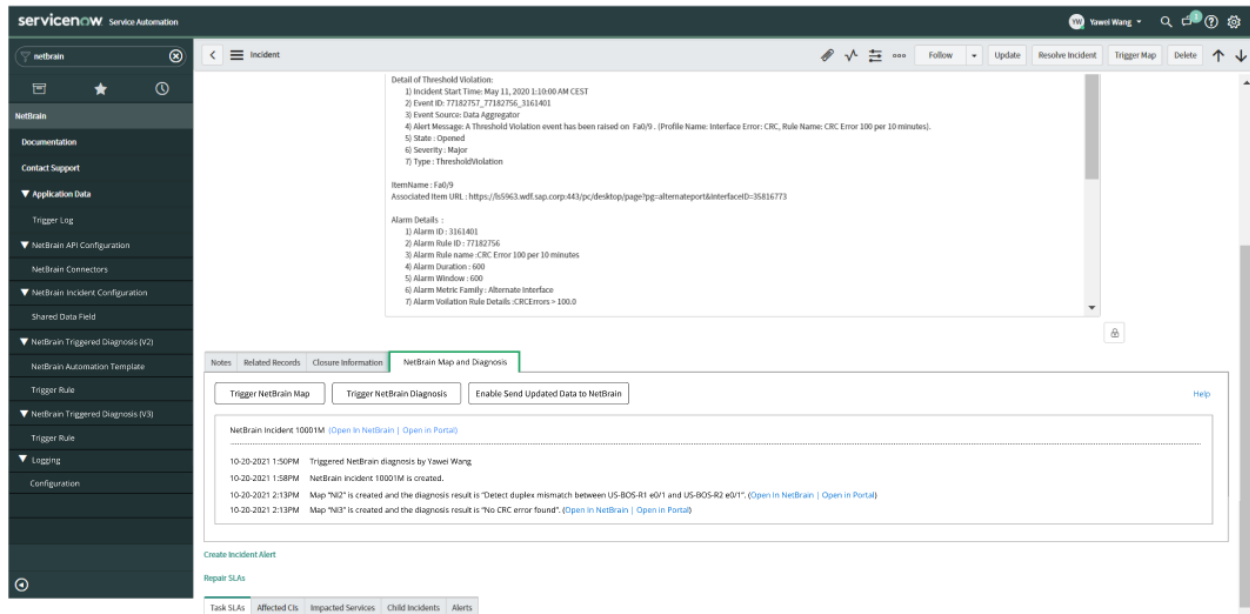 servicenow Service Automation
YW Yawei Wang
netbrain
NetBrain
Documentation
Contact Support
Application Data
Trigger Log
NetBrain API Configuration
NetBrain Connectors
NetBrain Incident Configuration
Shared Data Field
NetBrain Triggered Diagnosis (V2)
NetBrain Automation Template
Trigger Rule
NetBrain Triggered Diagnosis (V3)
Trigger Rule
Logging
Configuration
Incident
Follow Update Resolve Incident Trigger Map Delete
Detail of Threshold Violation:
1) Incident Start Time: May 11, 2020 1:10:00 AM CEST
2) Event ID: 77182757_77182756_3161401
3) Event Source: Data Aggregator
4) Alert Message: A Threshold Violation event has been raised on Fa0/9 . (Profile Name: Interface Error: CRC, Rule Name: CRC Error 100 per 10 minutes).
5) State : Opened
6) Severity : Major
7) Type : ThresholdViolation
ItemName : Fa0/9
Associated Item URL : https://ls5963.wdf.sap.corp:443/pc/desktop/page?pg=alternateport&InterfaceID=35816773
Alarm Details :
1) Alarm ID : 3161401
2) Alarm Rule ID : 77182756
3) Alarm Rule name :CRC Error 100 per 10 minutes
4) Alarm Duration : 600
5) Alarm Window : 600
6) Alarm Metric Family : Alternate Interface
7) Alarm Voilation Rule Details :CRCErrors > 100.0
Notes Related Records Closure Information NetBrain Map and Diagnosis
Trigger NetBrain Map Trigger NetBrain Diagnosis Enable Send Updated Data to NetBrain Help
NetBrain Incident 10001M (Open In NetBrain | Open in Portal)
10-20-2021 1:50PM Triggered NetBrain diagnosis by Yawei Wang
10-20-2021 1:58PM NetBrain incident 10001M is created.
10-20-2021 2:13PM Map “NI2” is created and the diagnosis result is “Detect duplex mismatch between US-BOS-R1 e0/1 and US-BOS-R2 e0/1”. (Open In NetBrain | Open in Portal)
10-20-2021 2:13PM Map “NI3” is created and the diagnosis result is “No CRC error found”. (Open In NetBrain | Open in Portal)
Create Incident Alert
Repair SLAs
Task SLAs Affected CIs Impacted Services Child Incidents Alerts